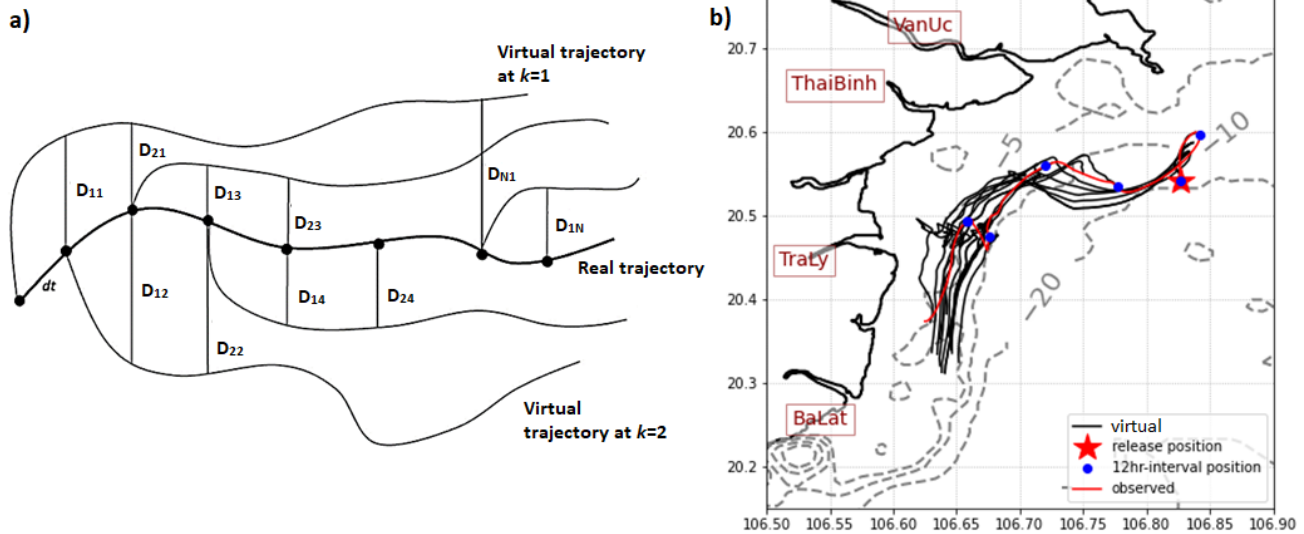 a)
Virtual trajectory
at k=1
D21
D11
D13
DN1
D23
D1N
Real trajectory
dt
D12
D14
D24
D22
Virtual
trajectory at k=2
b)
VanUc
20.7
ThaiBinh
20.6
-10
-5
20.5
TraLy
20.4
-20
20.3
BaLat
virtual
release position
12hr-interval position
observed
20.2
106.50 106.55 106.60 106.65 106.70 106.75 106.80 106.85 106.90